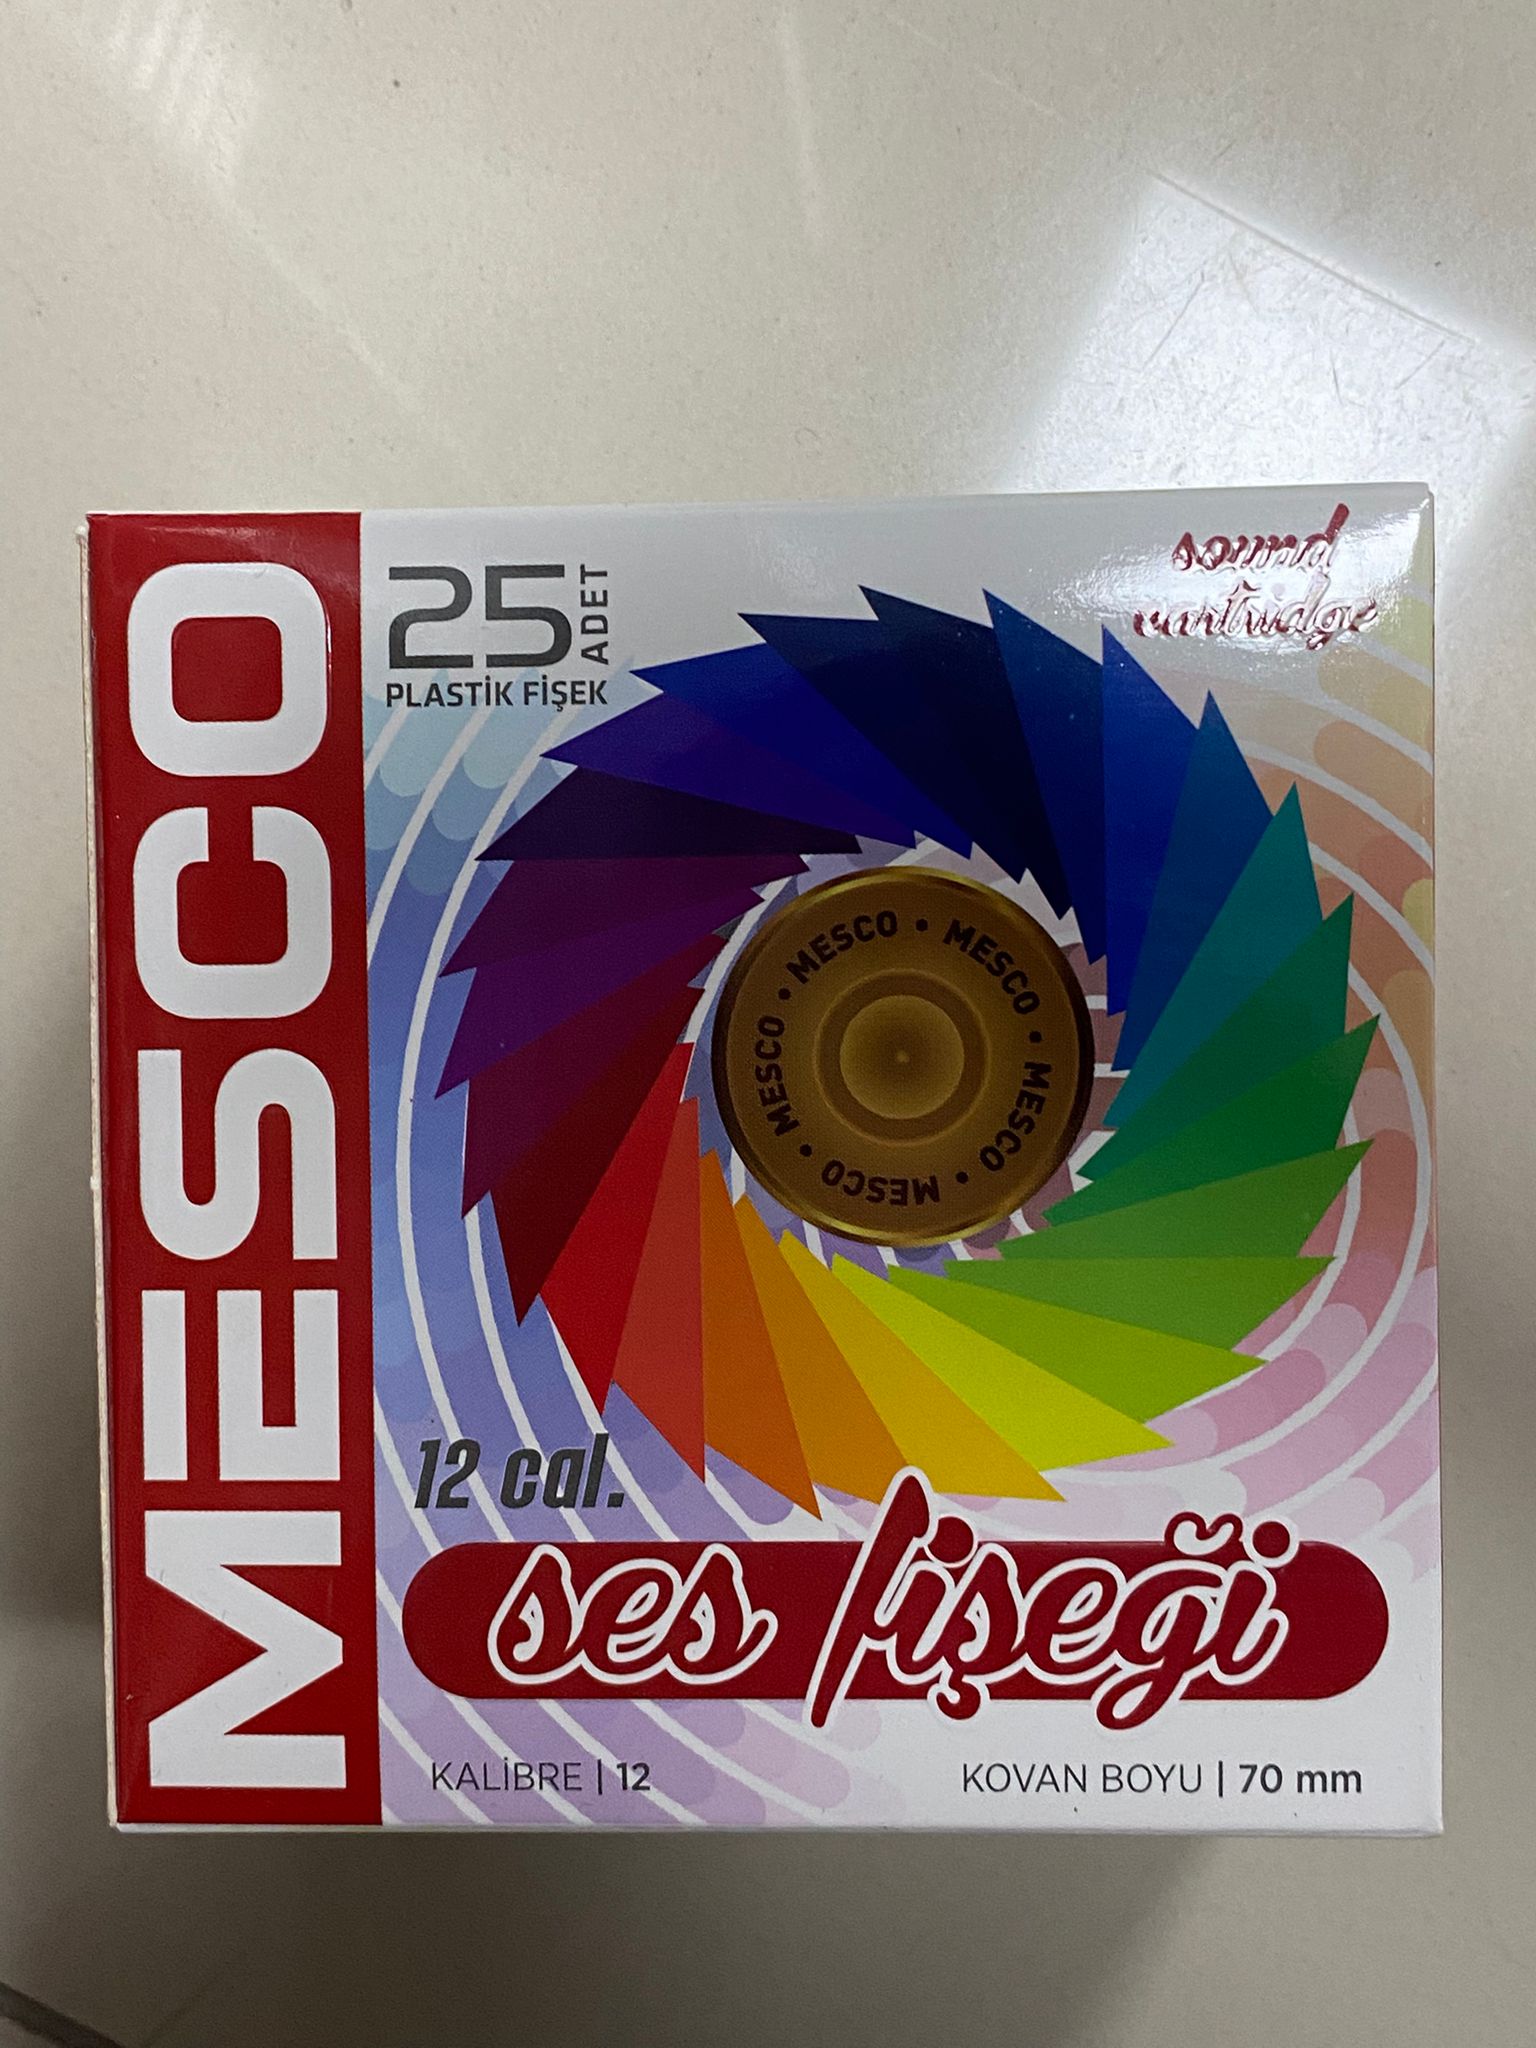 MESCO
25 ADET
PLASTİK FİŞEK
sound
cartridge
MESCO • MESCO • MESCO • MESCO • MESCO •
12 cal.
ses fişeği
KALİBRE | 12
KOVAN BOYU | 70 mm